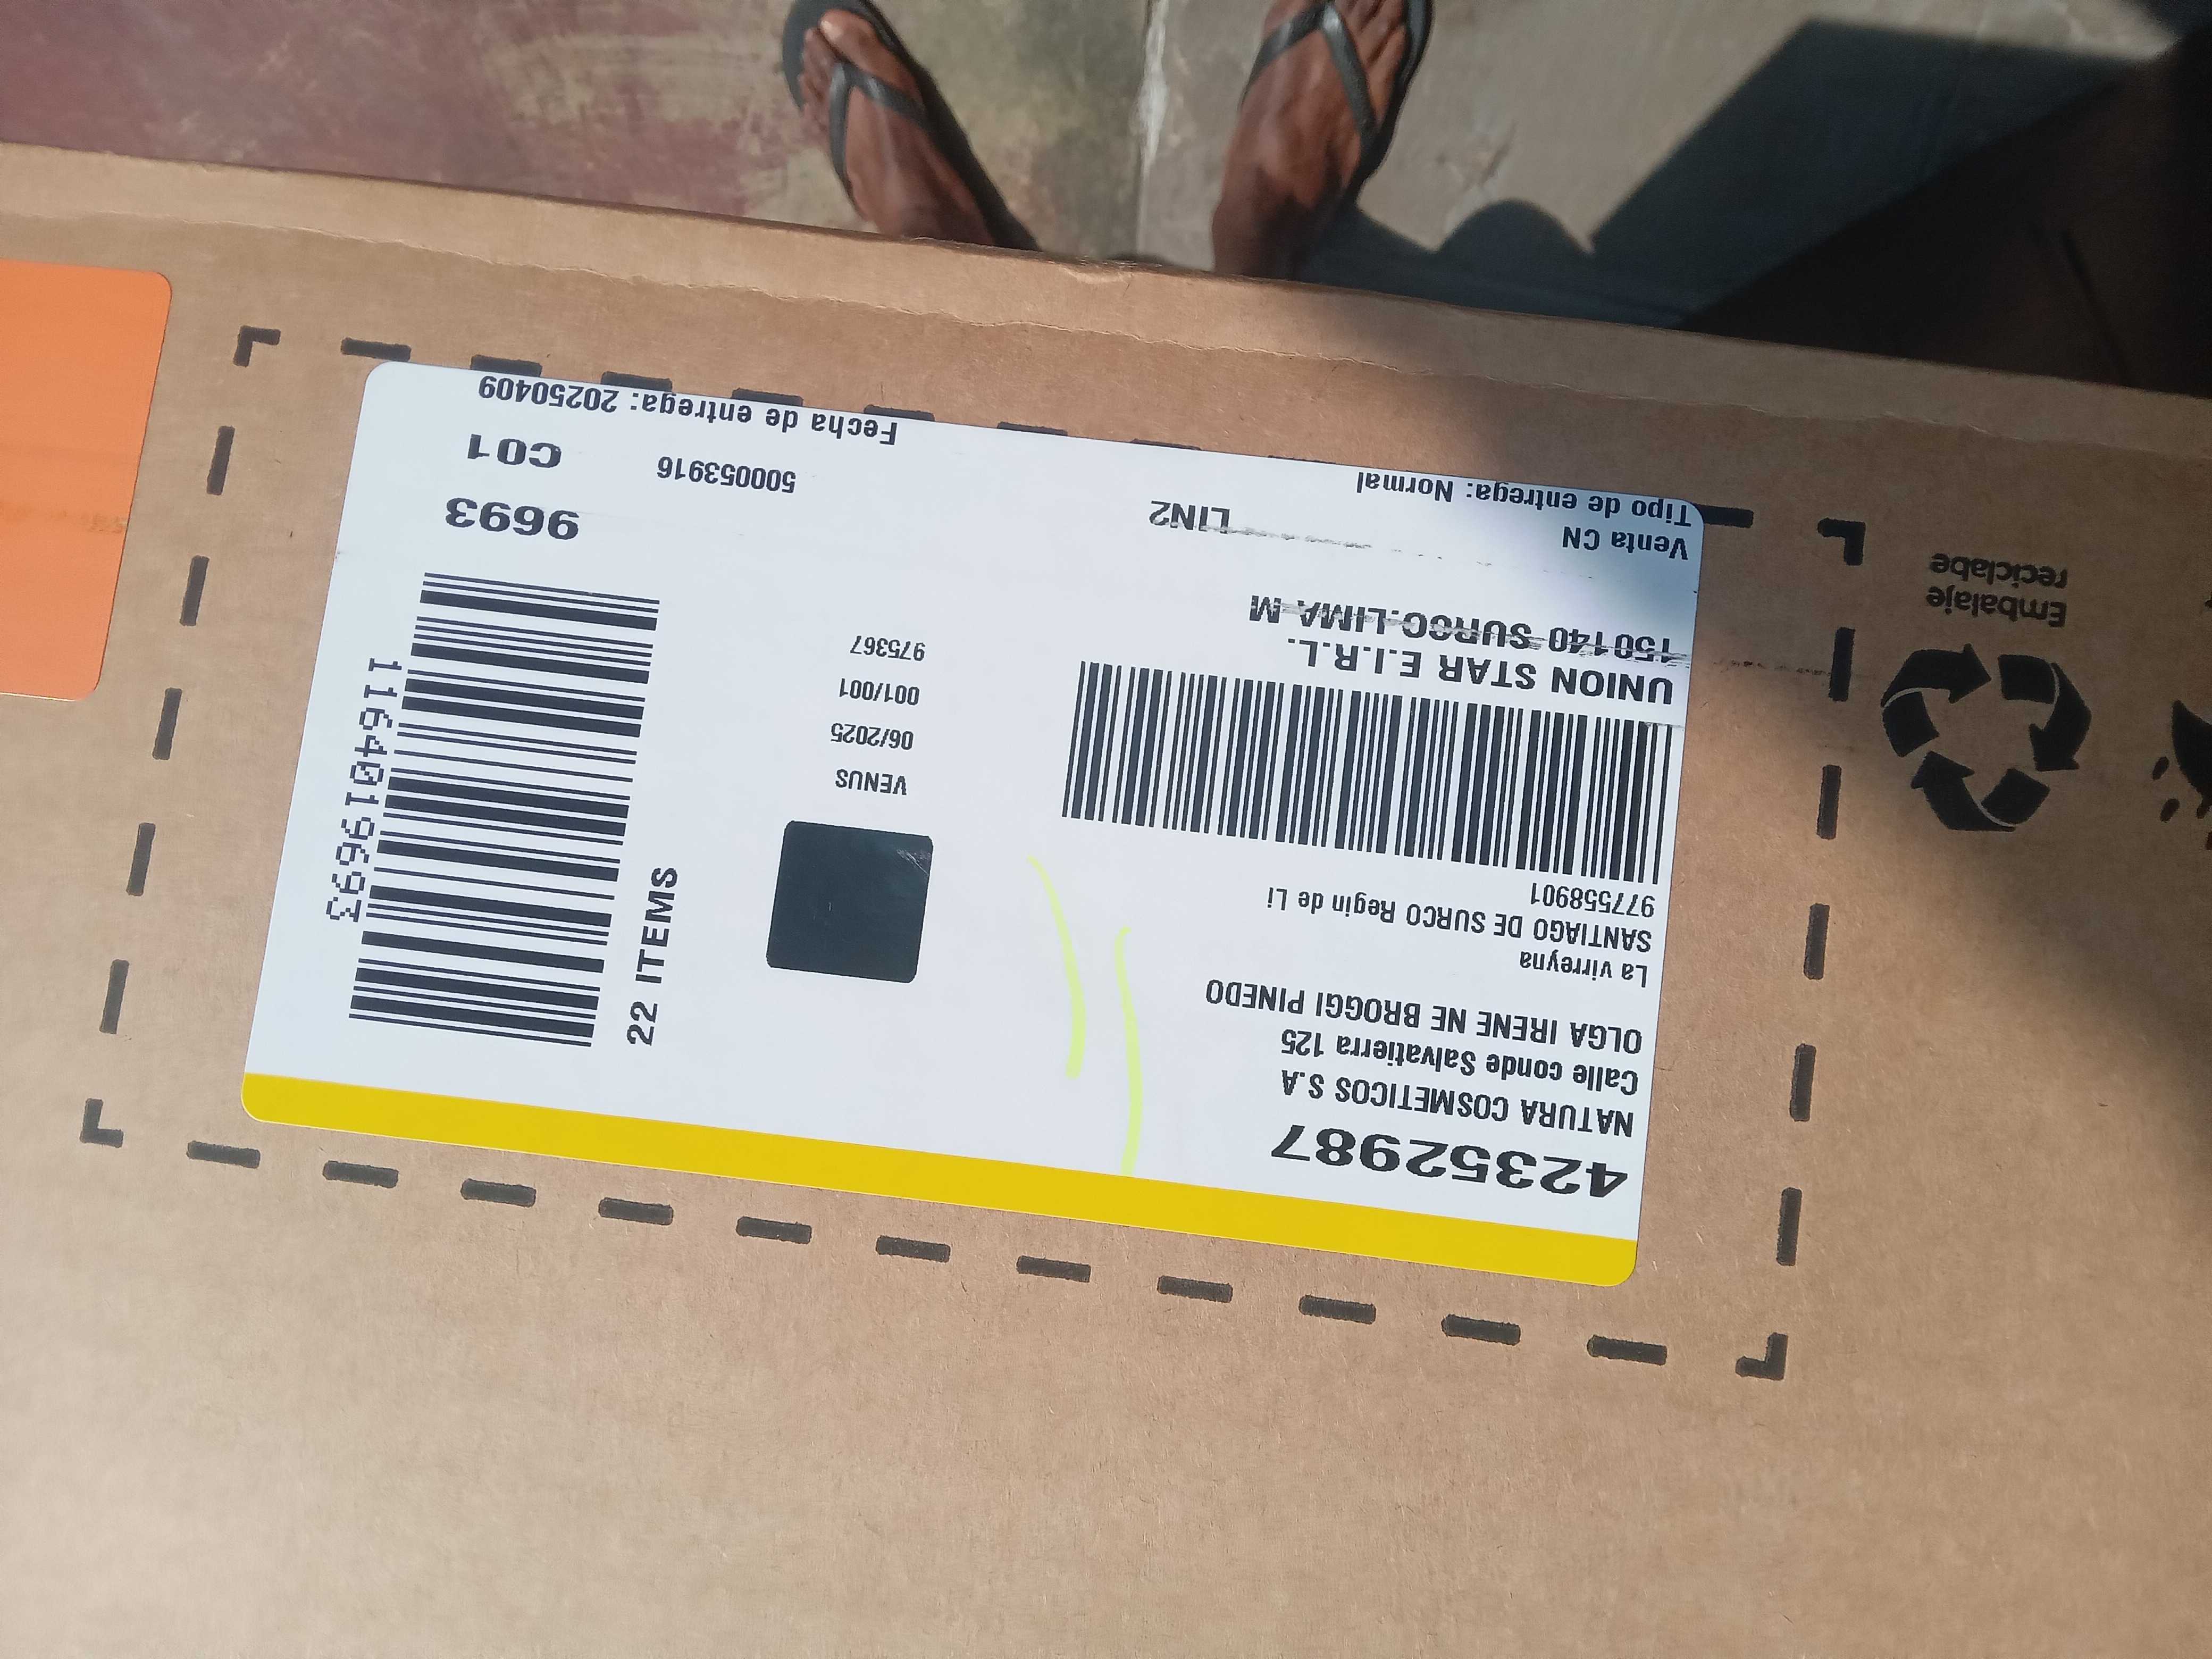 42352987
NATURA COSMETICOS S.A
Calle conde Salvatierra 125
OLGA IRENE NE BROGGI PINEDO
La virreyna
SANTIAGO DE SURCO Regin de Li
977558901
UNION STAR E.I.R.L.
150140 SURCO-LIMA-M
Venta CN
Tipo de entrega: Normal
LIN2
VENUS
06/2025
001/001
975367
22 ITEMS
1164019693
9693
500053916
C01
Fecha de entrega: 20250409
Embalaje
reciclabe